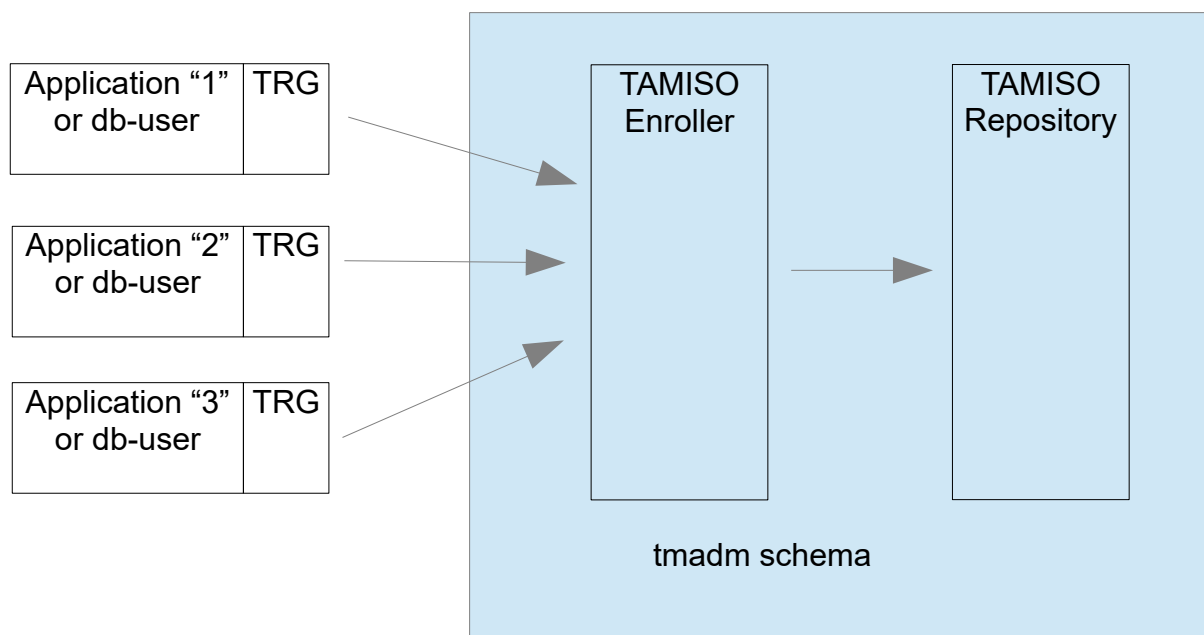 Application “1”
or db-user
TRG
Application “2”
or db-user
TRG
Application “3”
or db-user
TRG
TAMISO
Enroller
TAMISO
Repository
tmadm schema